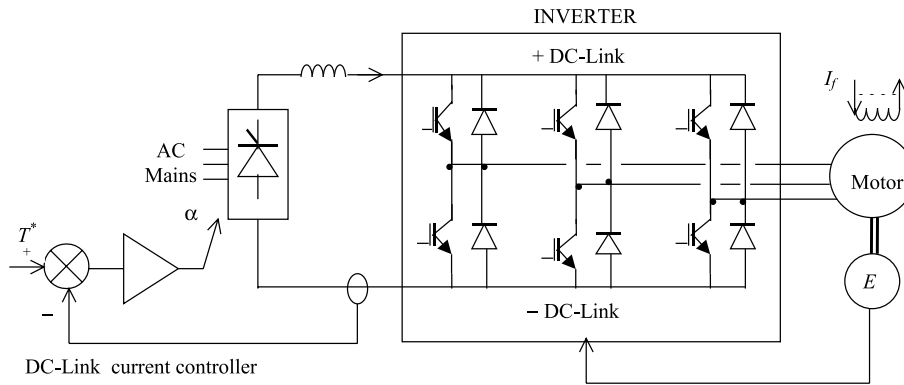 INVERTER
+ DC-Link
I_f
AC
Mains
Motor
α
T*
+
−
E
− DC-Link
DC-Link current controller